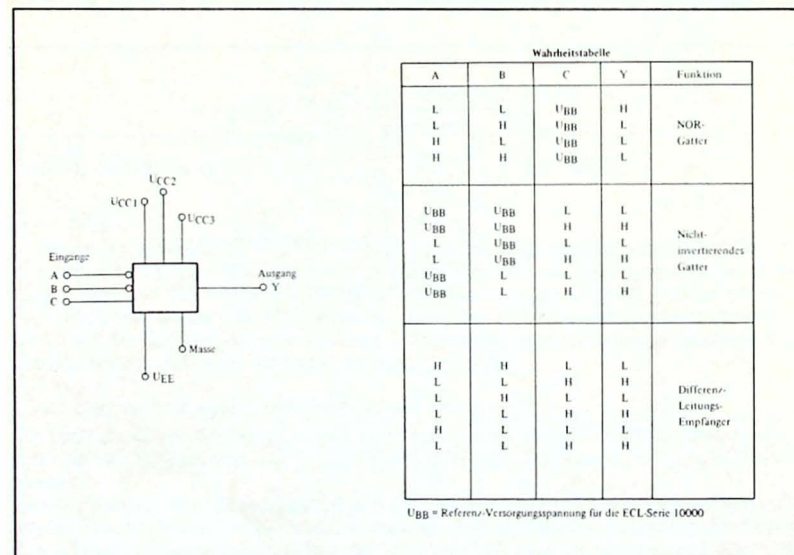 Wahrheitstabelle
A B C Y Funktion
L L UBB H
L H UBB L NOR-
H L UBB L Gatter
H H UBB L
UBB UBB L L
UBB UBB H H Nicht-
L UBB L L invertierendes
L UBB H H Gatter
UBB L L L
UBB L H H
H H L L
L L H H Differenz-
L H L L Leitungs-
L L H H Empfänger
H L L L
L L H H
UBB = Referenz-Versorgungsspannung für die ECL-Serie 10000
UCC2
UCC1
UCC3
Eingänge
A
B
C
Ausgang
Y
Masse
UEE